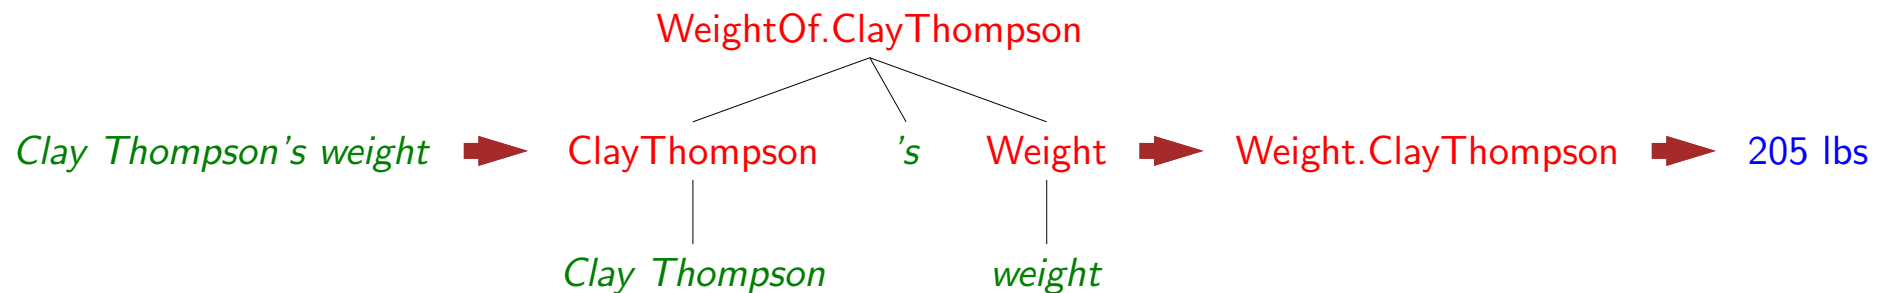 WeightOf.ClayThompson
Clay Thompson's weight ClayThompson 's Weight Weight.ClayThompson 205 lbs
Clay Thompson weight